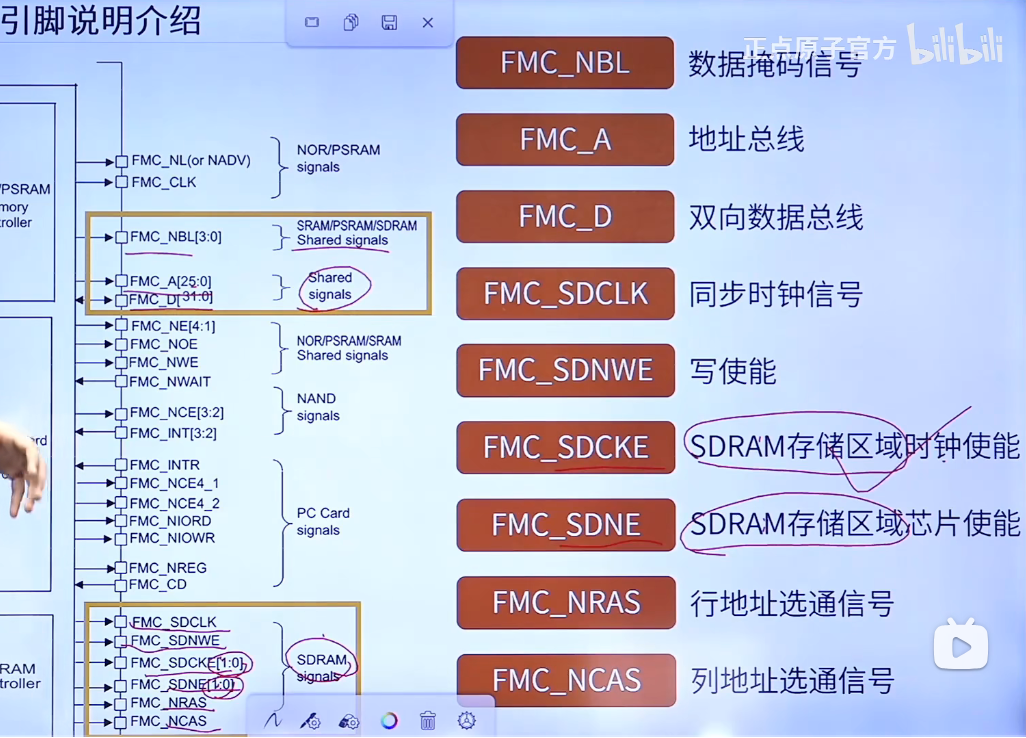 引脚说明介绍
正点原子官方 bilibili
/PSRAM
mory
roller
FMC_NL(or NADV)
FMC_CLK
NOR/PSRAM
signals
FMC_NBL[3:0]
SRAM/PSRAM/SDRAM
Shared signals
FMC_A[25:0]
FMC_D[31:0]
Shared
signals
FMC_NE[4:1]
FMC_NOE
FMC_NWE
FMC_NWAIT
NOR/PSRAM/SRAM
Shared signals
FMC_NCE[3:2]
FMC_INT[3:2]
NAND
signals
rd
FMC_INTR
FMC_NCE4_1
FMC_NCE4_2
FMC_NIORD
FMC_NIOWR
FMC_NREG
FMC_CD
PC Card
signals
RAM
troller
FMC_SDCLK
FMC_SDNWE
FMC_SDCKE[1:0]
FMC_SDNE[1:0]
FMC_NRAS
FMC_NCAS
SDRAM
signals
FMC_NBL 数据掩码信号
FMC_A 地址总线
FMC_D 双向数据总线
FMC_SDCLK 同步时钟信号
FMC_SDNWE 写使能
FMC_SDCKE SDRAM存储区域时钟使能
FMC_SDNE SDRAM存储区域芯片使能
FMC_NRAS 行地址选通信号
FMC_NCAS 列地址选通信号